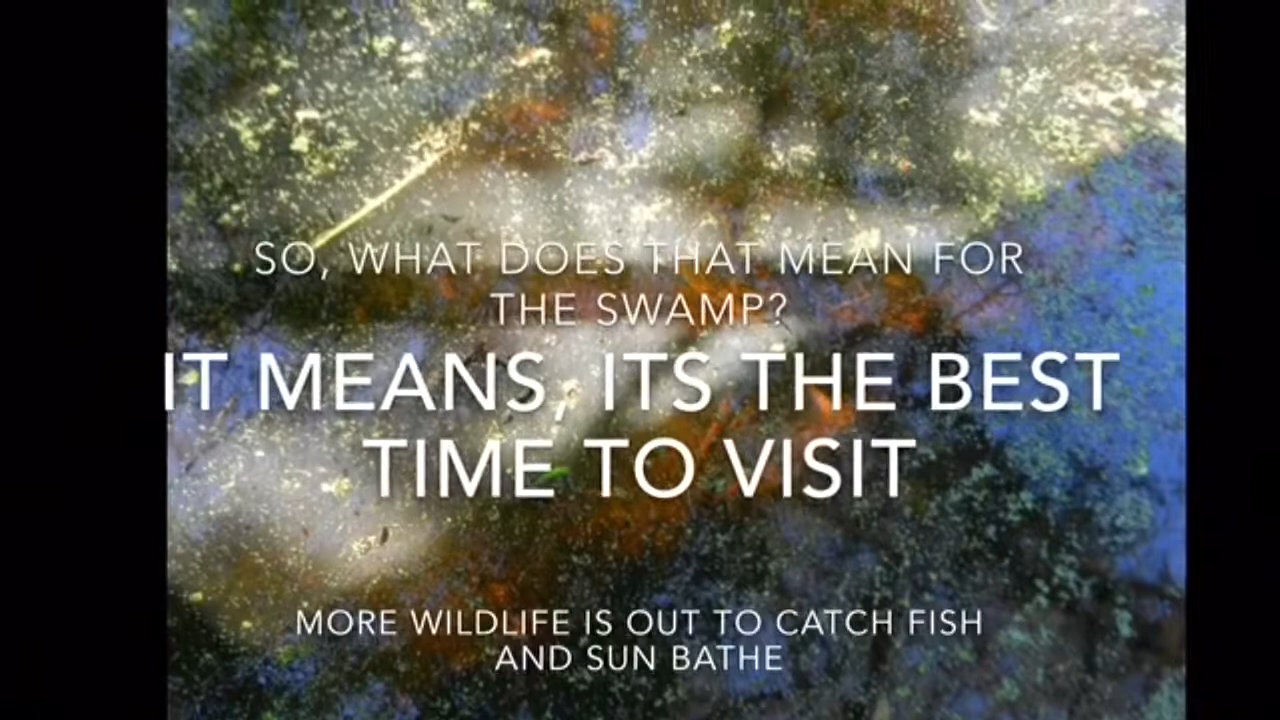 SO, WHAT DOES THAT MEAN FOR
THE SWAMP?
IT MEANS, ITS THE BEST
TIME TO VISIT
MORE WILDLIFE IS OUT TO CATCH FISH
AND SUN BATHE